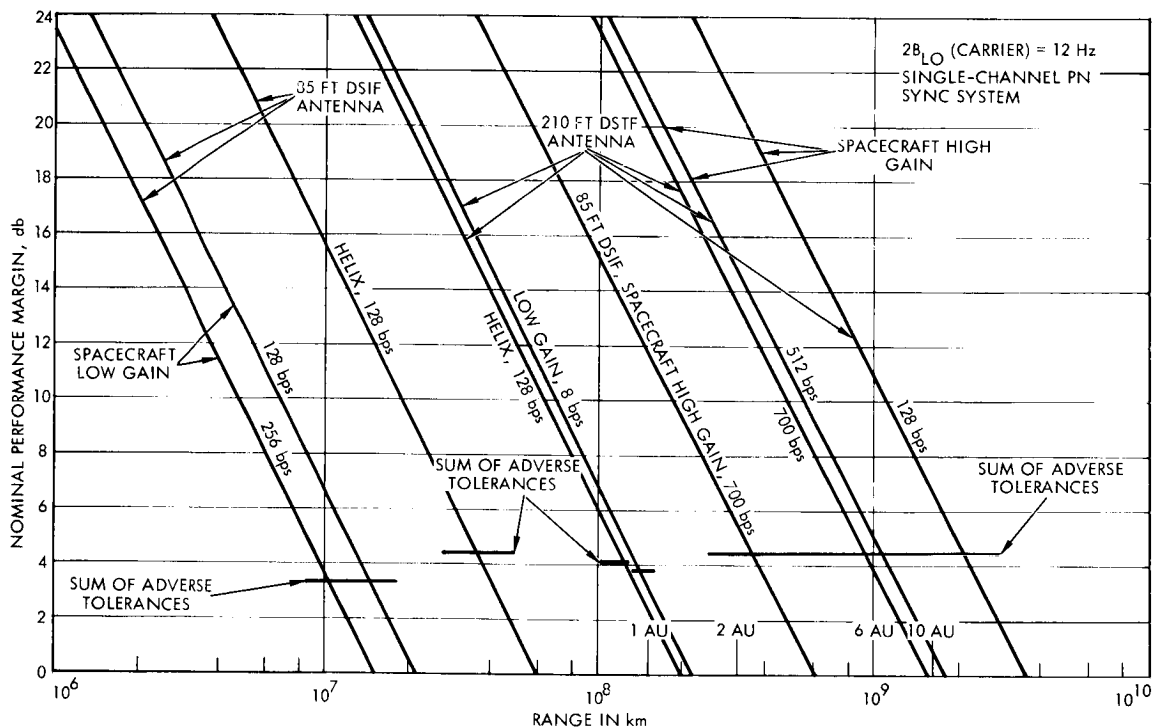 24
22
20
18
16
14
12
10
8
6
4
2
0
NOMINAL PERFORMANCE MARGIN, db
2B_LO (CARRIER) = 12 Hz
SINGLE-CHANNEL PN
SYNC SYSTEM
85 FT DSIF
ANTENNA
210 FT DSTF
ANTENNA
SPACECRAFT HIGH
GAIN
SPACECRAFT
LOW GAIN
256 bps
128 bps
HELIX, 128 bps
HELIX, 128 bps
LOW GAIN, 8 bps
85 FT DSIF, SPACECRAFT HIGH GAIN, 700 bps
700 bps
512 bps
128 bps
SUM OF ADVERSE
TOLERANCES
SUM OF ADVERSE
TOLERANCES
SUM OF ADVERSE
TOLERANCES
1 AU
2 AU
6 AU
10 AU
10^6
10^7
10^8
10^9
10^10
RANGE IN km